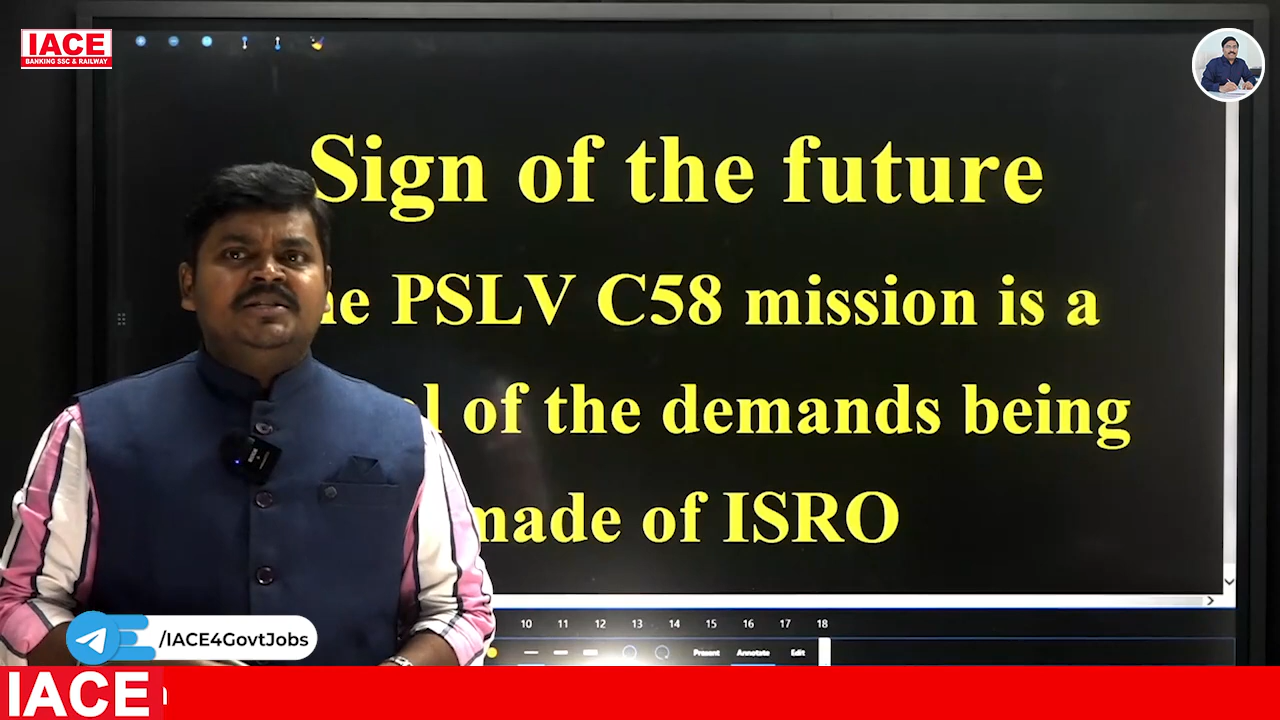 IACE
BANKING SSC & RAILWAY
Sign of the future
he PSLV C58 mission is a
al of the demands being
made of ISRO
10 11 12 13 14 15 16 17 18
Present Annotate Edit
/IACE4GovtJobs
IACE